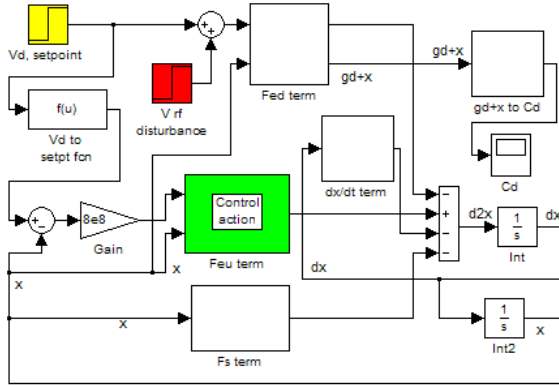 Vd, setpoint
V rf
disturbance
Fed term
gd+x
gd+x
gd+x to Cd
f(u)
Vd to
setpt fcn
dx/dt term
Cd
Control
action
8e8
Gain
Feu term
x
x
x
d2x
1
s
Int
dx
dx
Fs term
1
s
Int2
x